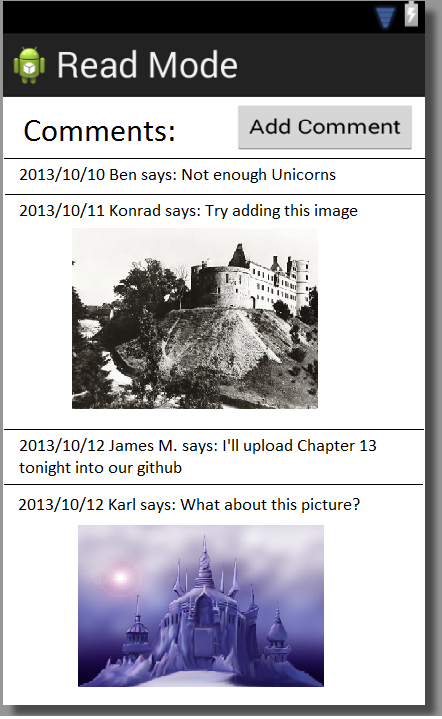 Read Mode
Comments:
Add Comment
2013/10/10 Ben says: Not enough Unicorns
2013/10/11 Konrad says: Try adding this image
2013/10/12 James M. says: I'll upload Chapter 13
tonight into our github
2013/10/12 Karl says: What about this picture?